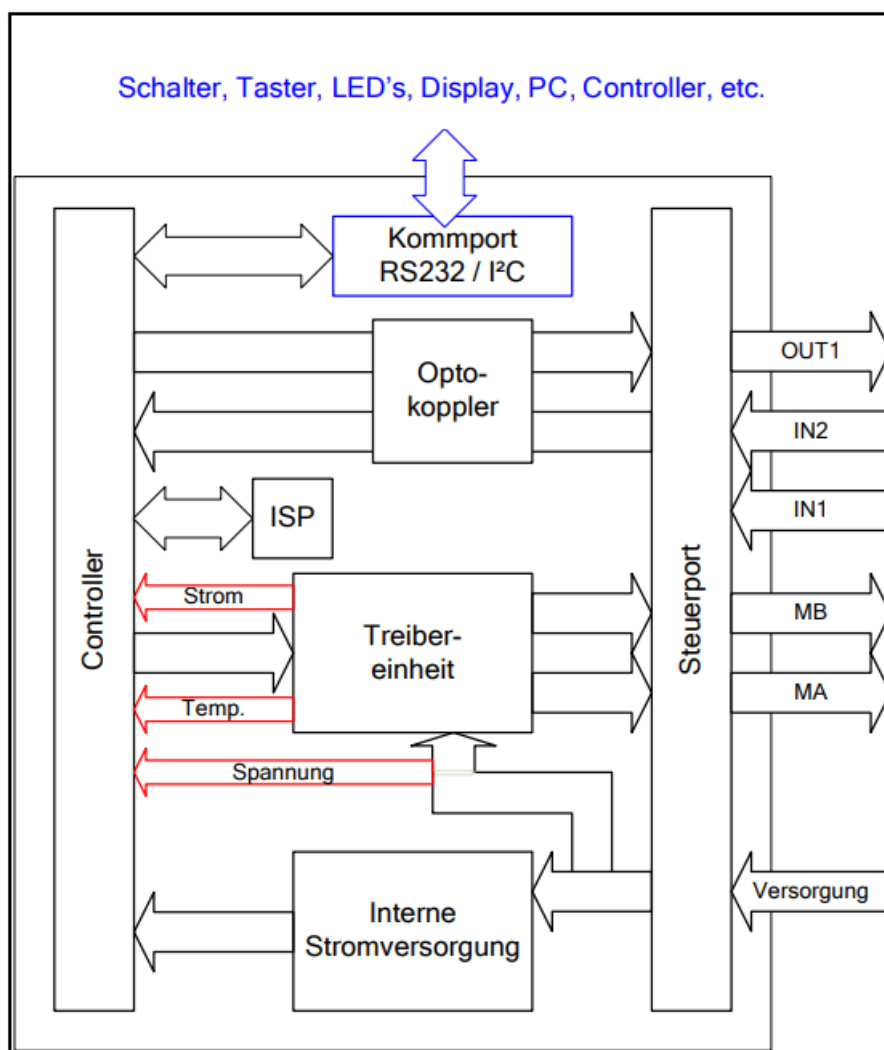 Schalter, Taster, LED's, Display, PC, Controller, etc.
Kommport
RS232 / I²C
Opto-
koppler
OUT1
IN2
IN1
ISP
Controller
Steuerport
Strom
Treiber-
einheit
MB
MA
Temp.
Spannung
Interne
Stromversorgung
Versorgung